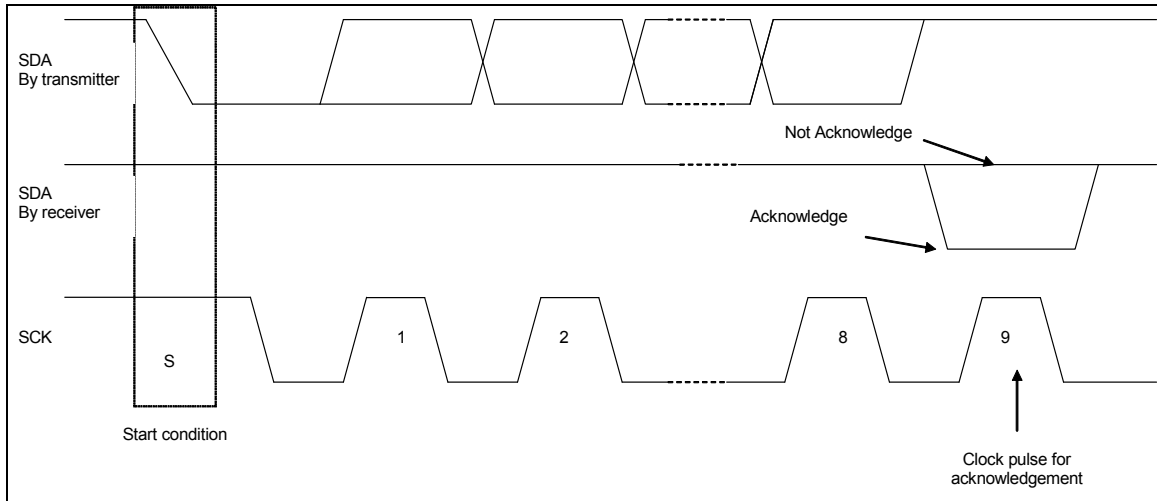 SDA
By transmitter
Not Acknowledge
SDA
By receiver
Acknowledge
SCK
S
1
2
8
9
Start condition
Clock pulse for
acknowledgement